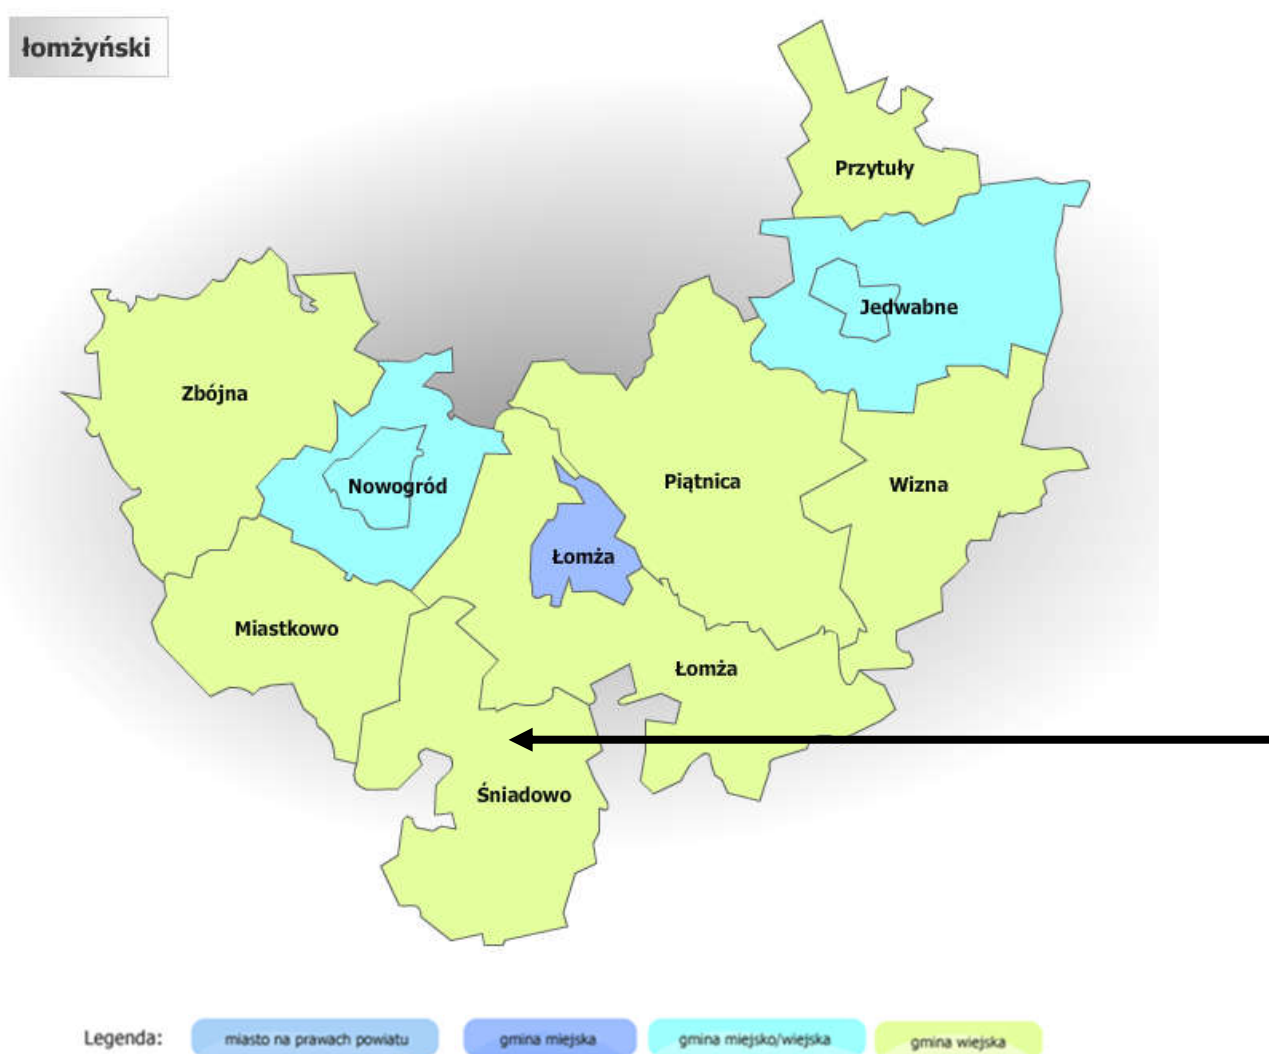 łomżyński
Przytuły
Jedwabne
Zbójna
Nowogród
Piątnica
Wizna
Łomża
Miastkowo
Łomża
Śniadowo
Legenda: miasto na prawach powiatu gmina miejska gmina miejsko/wiejska gmina wiejska